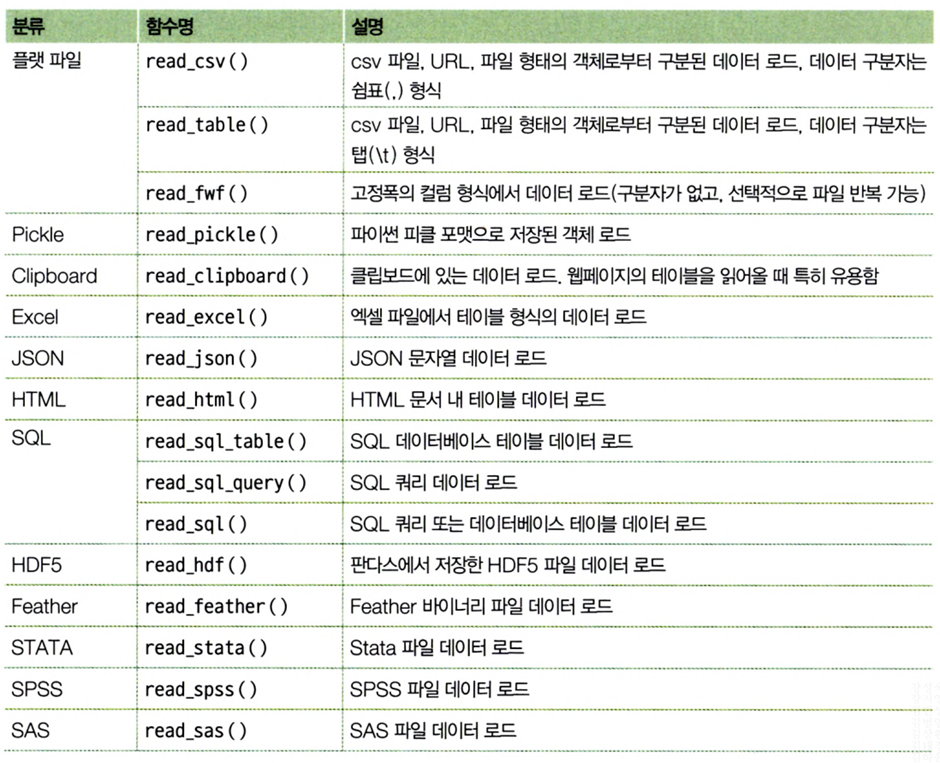 분류 함수명 설명
플랫 파일 read_csv() csv 파일, URL, 파일 형태의 객체로부터 구분된 데이터 로드, 데이터 구분자는
쉼표(,) 형식
read_table() csv 파일, URL, 파일 형태의 객체로부터 구분된 데이터 로드, 데이터 구분자는
탭(\t) 형식
read_fwf() 고정폭의 컬럼 형식에서 데이터 로드(구분자가 없고, 선택적으로 파일 반복 가능)
Pickle read_pickle() 파이썬 피클 포맷으로 저장된 객체 로드
Clipboard read_clipboard() 클립보드에 있는 데이터 로드. 웹페이지의 테이블을 읽어올 때 특히 유용함
Excel read_excel() 엑셀 파일에서 테이블 형식의 데이터 로드
JSON read_json() JSON 문자열 데이터 로드
HTML read_html() HTML 문서 내 테이블 데이터 로드
SQL read_sql_table() SQL 데이터베이스 테이블 데이터 로드
read_sql_query() SQL 쿼리 데이터 로드
read_sql() SQL 쿼리 또는 데이터베이스 테이블 데이터 로드
HDF5 read_hdf() 판다스에서 저장한 HDF5 파일 데이터 로드
Feather read_feather() Feather 바이너리 파일 데이터 로드
STATA read_stata() Stata 파일 데이터 로드
SPSS read_spss() SPSS 파일 데이터 로드
SAS read_sas() SAS 파일 데이터 로드